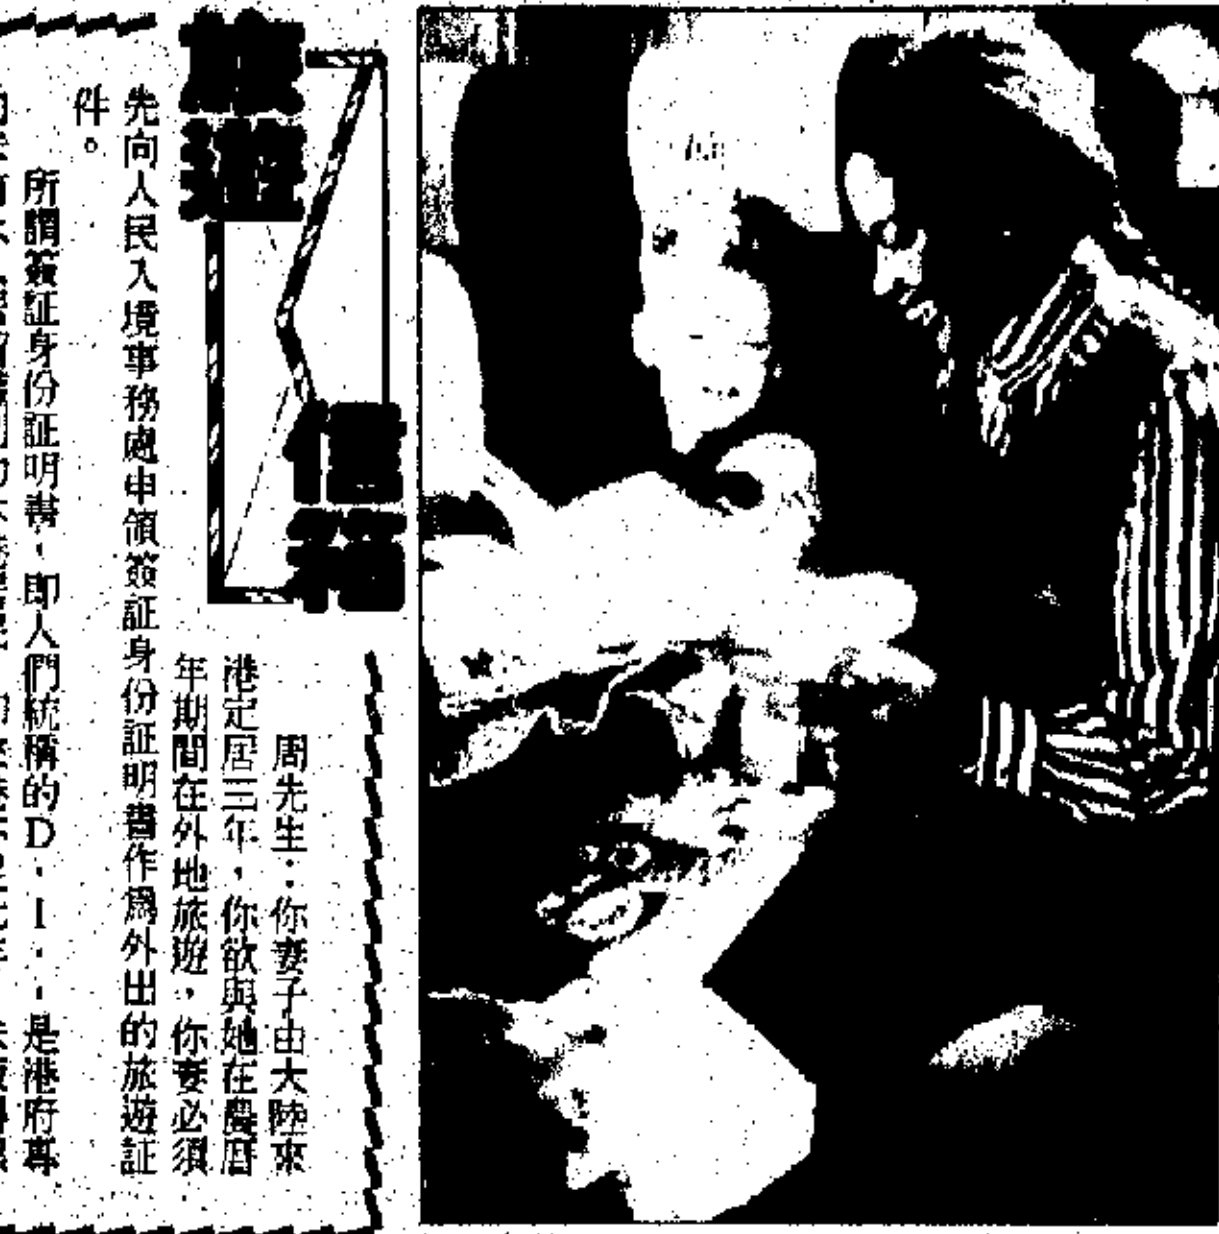 旅遊
信箱
周先生：你妻子由大陸來
港定居三年，你欲與她在農曆
年期間在外地旅遊，你妻必須
先向人民入境事務處申領簽証身份証明書作爲外出的旅遊証
件。
所謂簽証身份証明書，即人們統稱的D．I．，是港府專